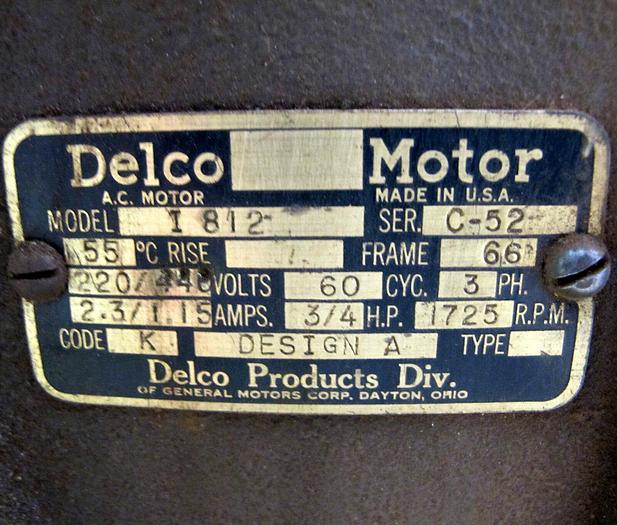 Delco Motor
A.C. MOTOR MADE IN U.S.A.
MODEL I 812 SER. C-52
55 °C RISE FRAME 66
220/440 VOLTS 60 CYC. 3 PH.
2.3/1.15 AMPS. 3/4 H.P. 1725 R.P.M.
CODE K DESIGN A TYPE
Delco Products Div.
OF GENERAL MOTORS CORP. DAYTON, OHIO